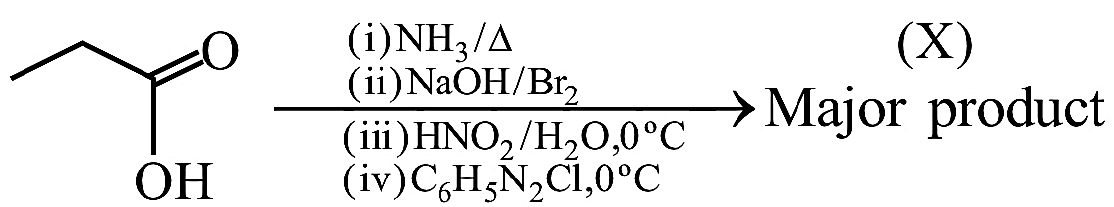 O
OH
(i)NH₃/Δ
(ii)NaOH/Br₂
(iii)HNO₂/H₂O,0°C
(iv)C₆H₅N₂Cl,0°C
(X)
Major product